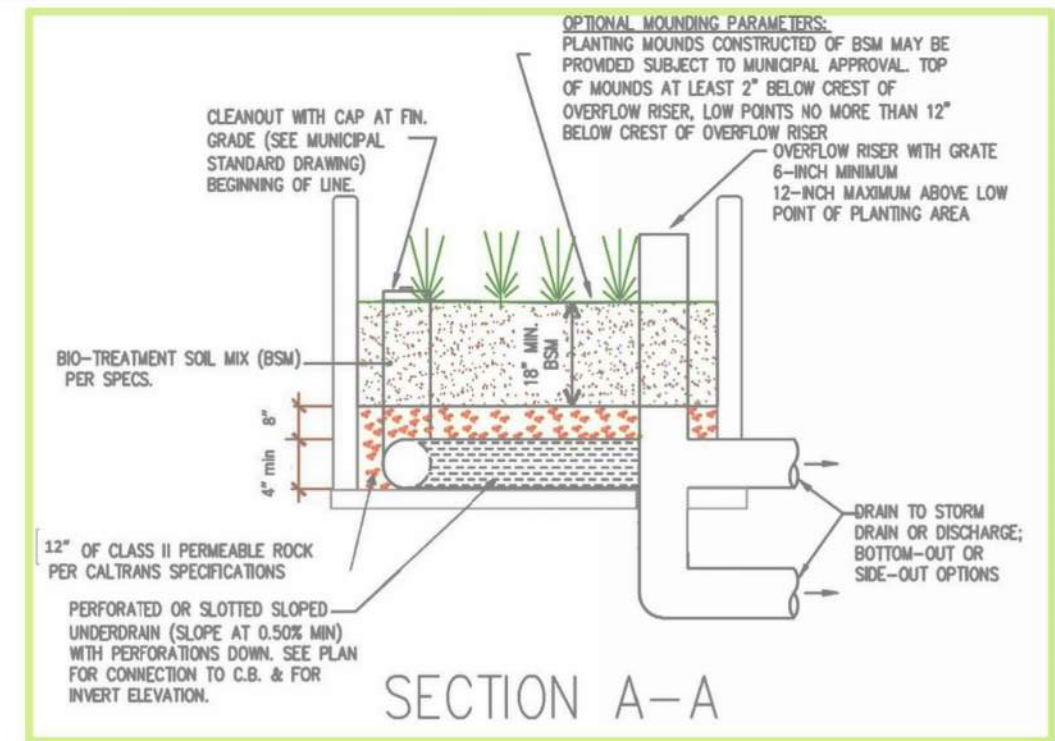 OPTIONAL MOUNDING PARAMETERS:
PLANTING MOUNDS CONSTRUCTED OF BSM MAY BE
PROVIDED SUBJECT TO MUNICIPAL APPROVAL. TOP
OF MOUNDS AT LEAST 2" BELOW CREST OF
OVERFLOW RISER, LOW POINTS NO MORE THAN 12"
BELOW CREST OF OVERFLOW RISER
CLEANOUT WITH CAP AT FIN.
GRADE (SEE MUNICIPAL
STANDARD DRAWING)
BEGINNING OF LINE.
OVERFLOW RISER WITH GRATE
6-INCH MINIMUM
12-INCH MAXIMUM ABOVE LOW
POINT OF PLANTING AREA
BIO-TREATMENT SOIL MIX (BSM)
PER SPECS.
18" MIN.
BSM
8"
4" min
12" OF CLASS II PERMEABLE ROCK
PER CALTRANS SPECIFICATIONS
DRAIN TO STORM
DRAIN OR DISCHARGE;
BOTTOM-OUT OR
SIDE-OUT OPTIONS
PERFORATED OR SLOTTED SLOPED
UNDERDRAIN (SLOPE AT 0.50% MIN)
WITH PERFORATIONS DOWN. SEE PLAN
FOR CONNECTION TO C.B. & FOR
INVERT ELEVATION.
SECTION A-A